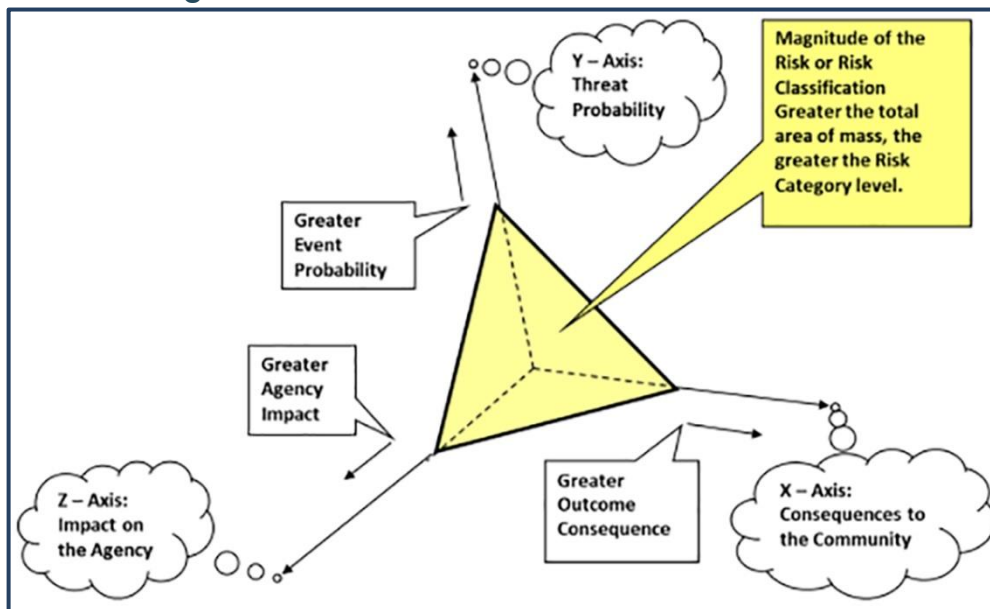 Y – Axis:
Threat
Probability
Magnitude of the
Risk or Risk
Classification
Greater the total
area of mass, the
greater the Risk
Category level.
Greater
Event
Probability
Greater
Agency
Impact
Z – Axis:
Impact on
the Agency
Greater
Outcome
Consequence
X – Axis:
Consequences to
the Community